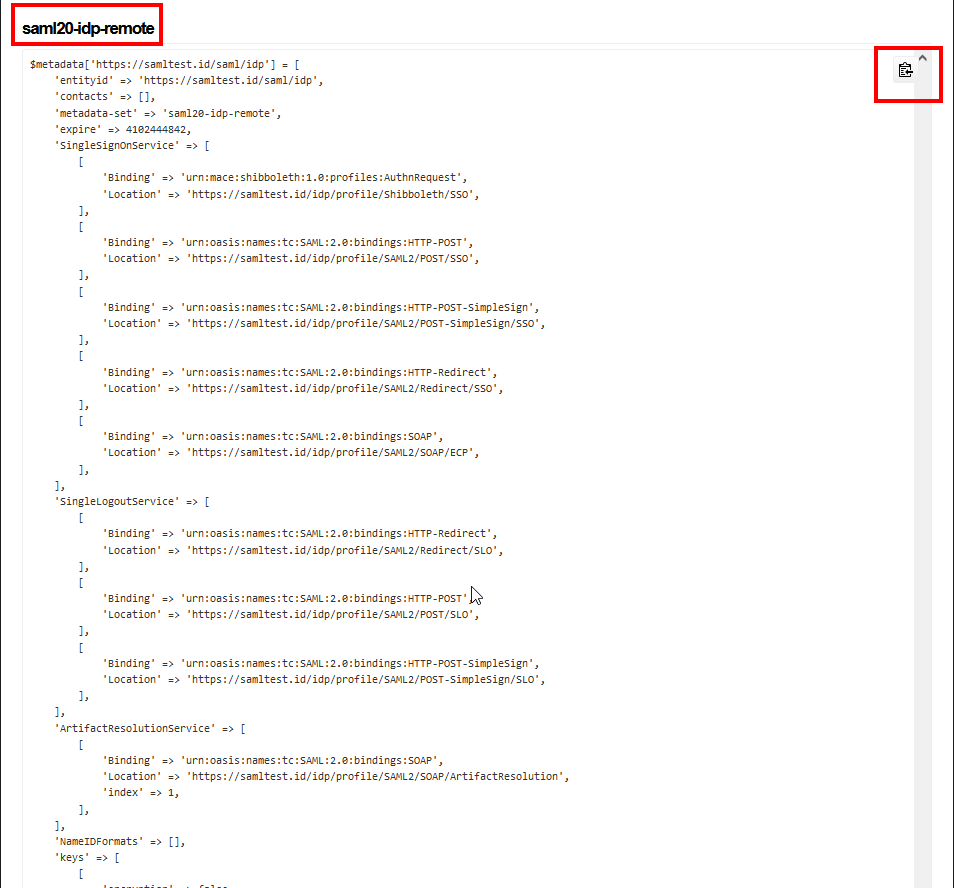 saml20-idp-remote
$metadata['https://samltest.id/saml/idp'] = [
    'entityid' => 'https://samltest.id/saml/idp',
    'contacts' => [],
    'metadata-set' => 'saml20-idp-remote',
    'expire' => 4102444842,
    'SingleSignOnService' => [
        [
            'Binding' => 'urn:mace:shibboleth:1.0:profiles:AuthnRequest',
            'Location' => 'https://samltest.id/idp/profile/Shibboleth/SSO',
        ],
        [
            'Binding' => 'urn:oasis:names:tc:SAML:2.0:bindings:HTTP-POST',
            'Location' => 'https://samltest.id/idp/profile/SAML2/POST/SSO',
        ],
        [
            'Binding' => 'urn:oasis:names:tc:SAML:2.0:bindings:HTTP-POST-SimpleSign',
            'Location' => 'https://samltest.id/idp/profile/SAML2/POST-SimpleSign/SSO',
        ],
        [
            'Binding' => 'urn:oasis:names:tc:SAML:2.0:bindings:HTTP-Redirect',
            'Location' => 'https://samltest.id/idp/profile/SAML2/Redirect/SSO',
        ],
        [
            'Binding' => 'urn:oasis:names:tc:SAML:2.0:bindings:SOAP',
            'Location' => 'https://samltest.id/idp/profile/SAML2/SOAP/ECP',
        ],
    ],
    'SingleLogoutService' => [
        [
            'Binding' => 'urn:oasis:names:tc:SAML:2.0:bindings:HTTP-Redirect',
            'Location' => 'https://samltest.id/idp/profile/SAML2/Redirect/SLO',
        ],
        [
            'Binding' => 'urn:oasis:names:tc:SAML:2.0:bindings:HTTP-POST',
            'Location' => 'https://samltest.id/idp/profile/SAML2/POST/SLO',
        ],
        [
            'Binding' => 'urn:oasis:names:tc:SAML:2.0:bindings:HTTP-POST-SimpleSign',
            'Location' => 'https://samltest.id/idp/profile/SAML2/POST-SimpleSign/SLO',
        ],
    ],
    'ArtifactResolutionService' => [
        [
            'Binding' => 'urn:oasis:names:tc:SAML:2.0:bindings:SOAP',
            'Location' => 'https://samltest.id/idp/profile/SAML2/SOAP/ArtifactResolution',
            'index' => 1,
        ],
    ],
    'NameIDFormats' => [],
    'keys' => [
        [